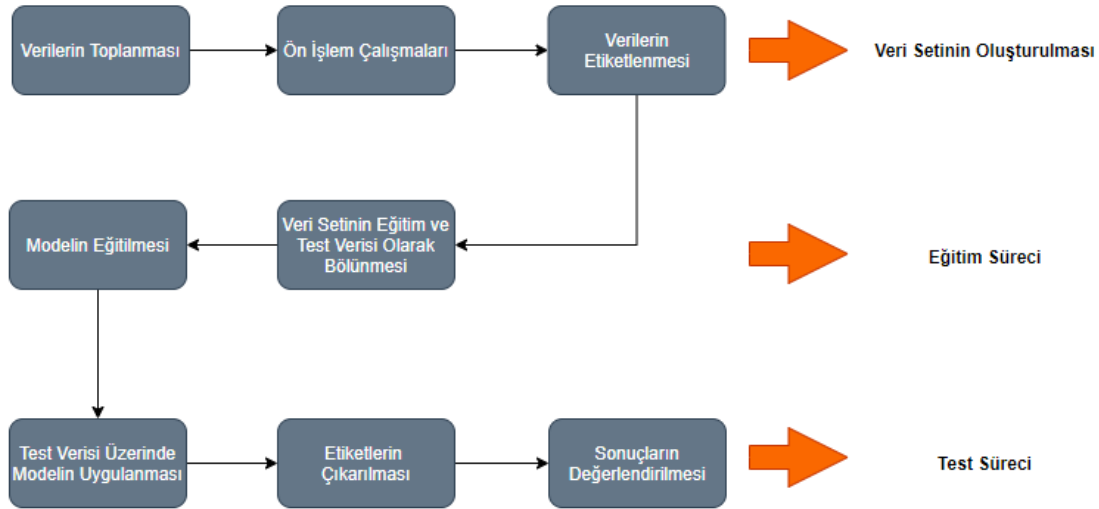 Verilerin Toplanması
Ön İşlem Çalışmaları
Verilerin
Etiketlenmesi
Veri Setinin Oluşturulması
Modelin Eğitilmesi
Veri Setinin Eğitim ve
Test Verisi Olarak
Bölünmesi
Eğitim Süreci
Test Verisi Üzerinde
Modelin Uygulanması
Etiketlerin
Çıkarılması
Sonuçların
Değerlendirilmesi
Test Süreci